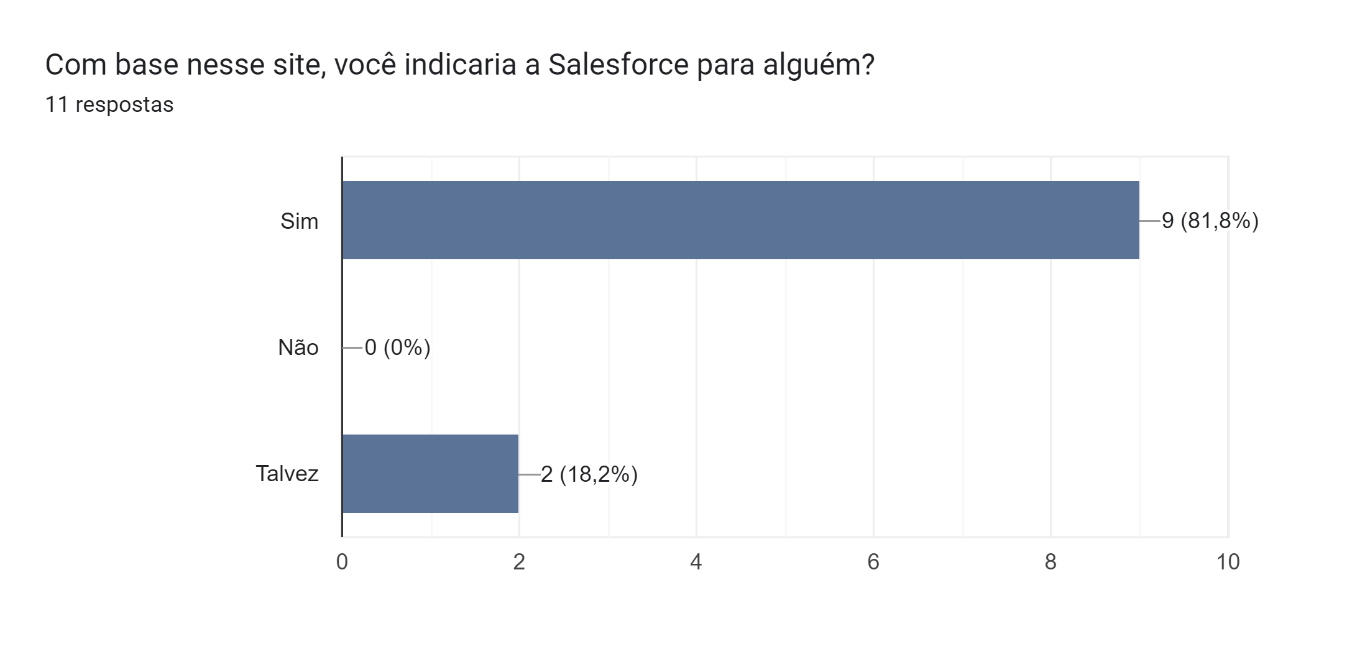 Com base nesse site, você indicaria a Salesforce para alguém?
11 respostas
Sim
9 (81,8%)
Não
0 (0%)
Talvez
2 (18,2%)
0 2 4 6 8 10